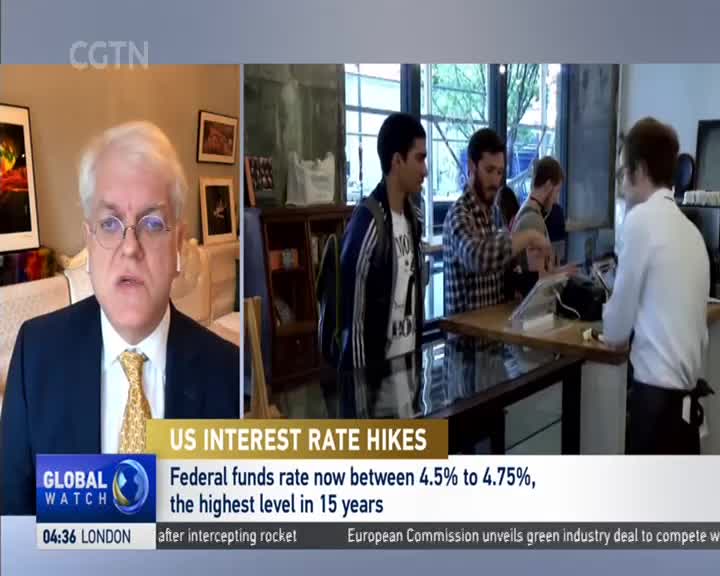 CGTN
US INTEREST RATE HIKES
Federal funds rate now between 4.5% to 4.75%,
the highest level in 15 years
GLOBAL
WATCH
04:36 LONDON
after intercepting rocket European Commission unveils green industry deal to compete w